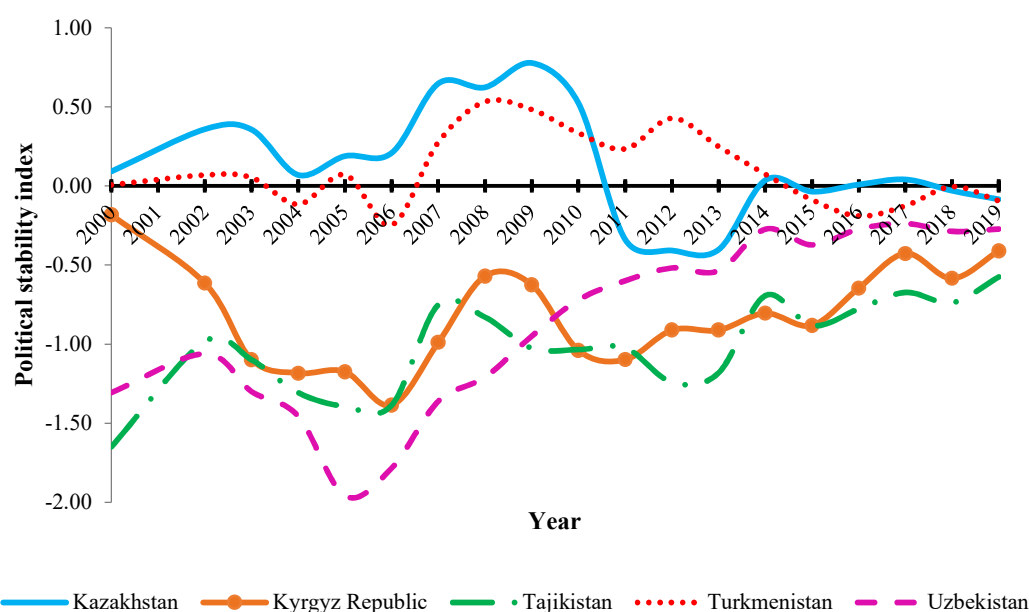 1.00
0.50
0.00
-0.50
-1.00
-1.50
-2.00
Political stability index
2000 2001 2002 2003 2004 2005 2006 2007 2008 2009 2010 2011 2012 2013 2014 2015 2016 2017 2018 2019
Year
Kazakhstan Kyrgyz Republic Tajikistan Turkmenistan Uzbekistan